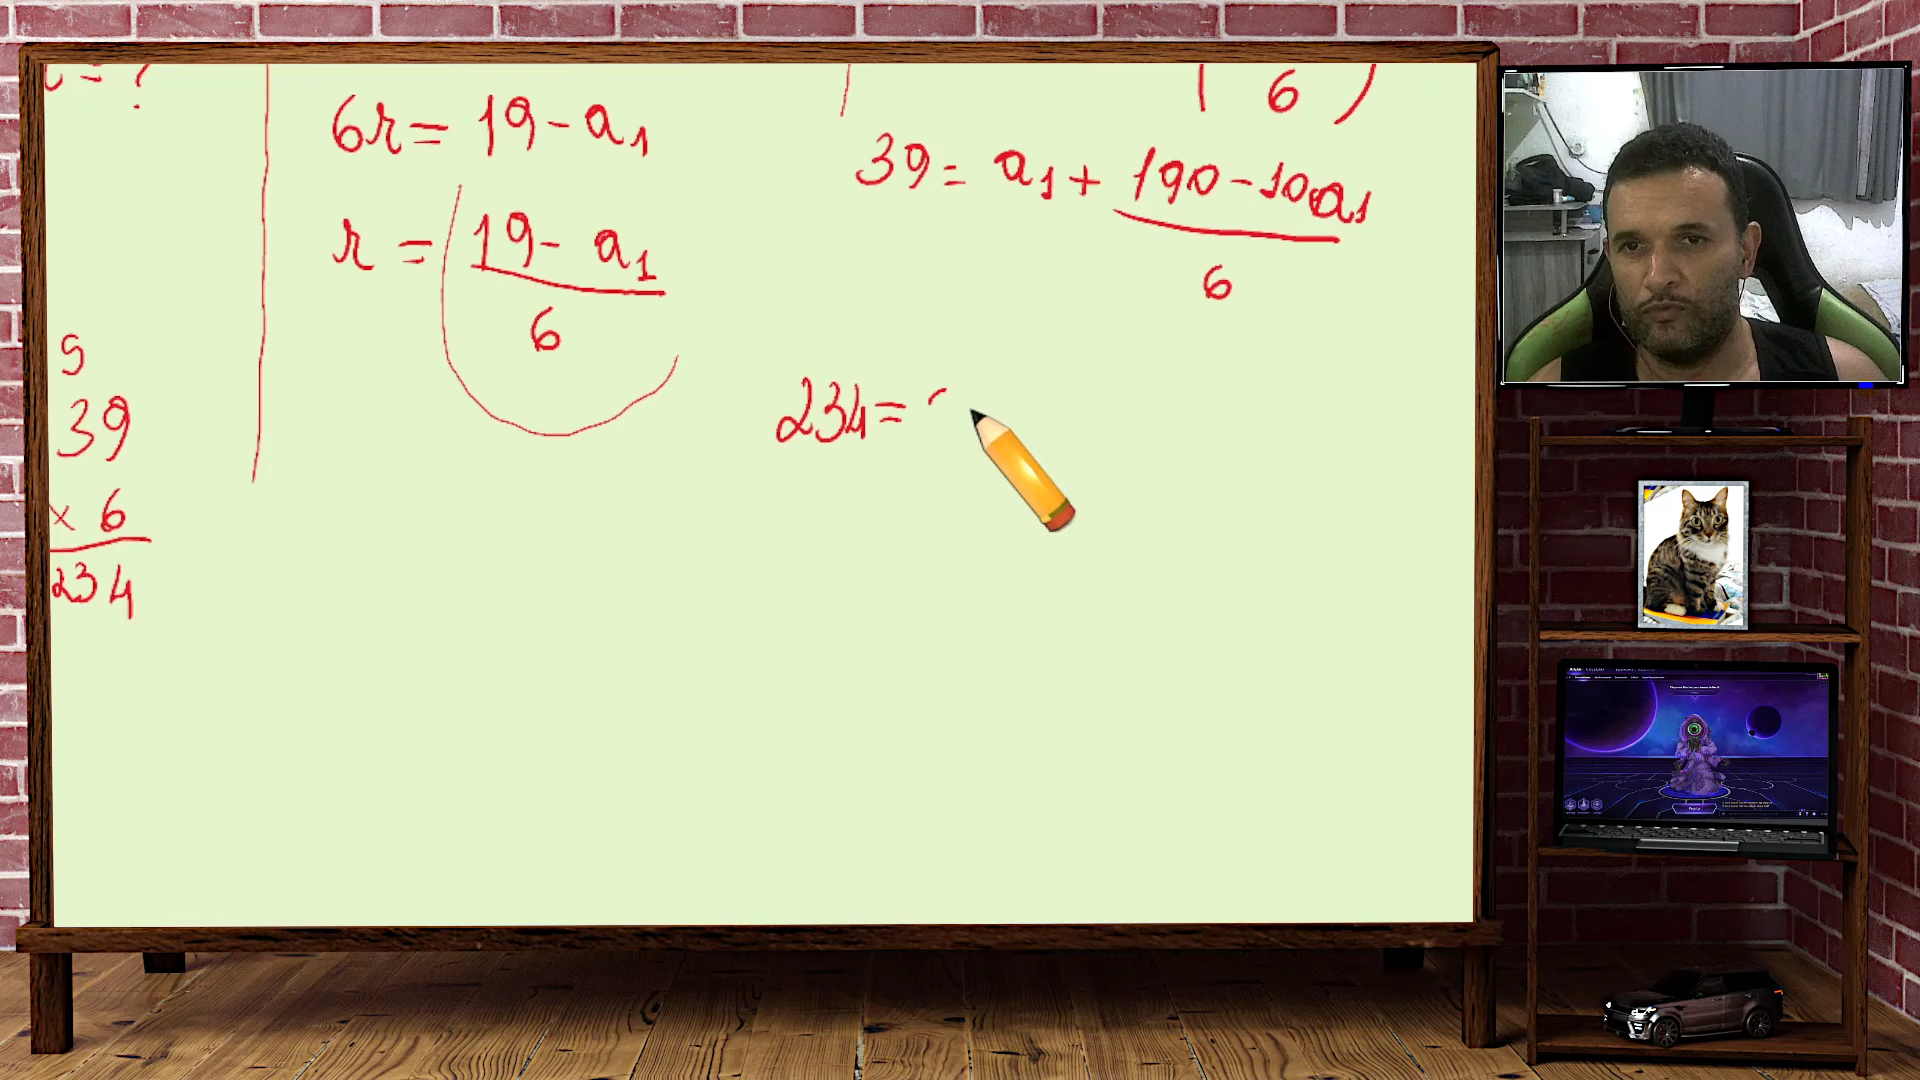 r = ?
6r = 19 - a₁
r = 19 - a₁
6
5
39
x 6
234
6 )
39 = a₁ + 190 - 10a₁
6
234 =